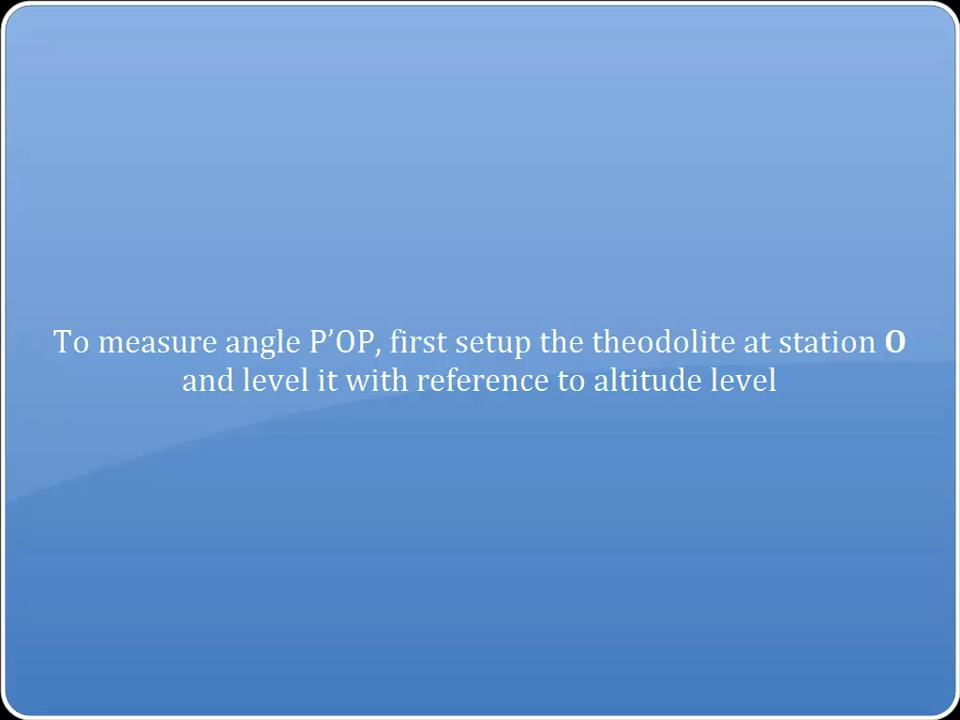 To measure angle P’OP, first setup the theodolite at station O
and level it with reference to altitude level